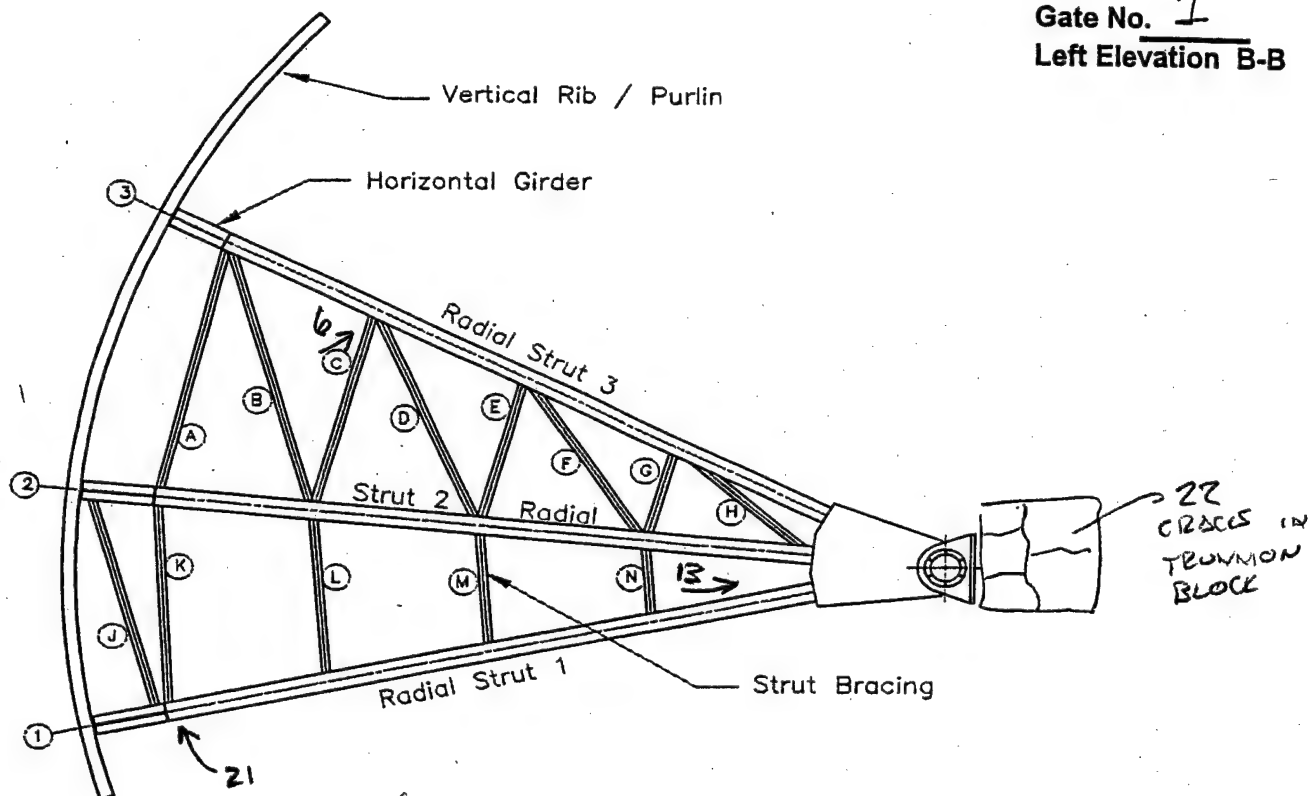 Gate No. 1
Left Elevation B-B
Vertical Rib / Purlin
Horizontal Girder
3
6
C
Radial Strut 3
B
E
D
A
F
G
2
Strut 2
Radial
H
22
CRACKS IN
TRUNNION
BLOCK
K
L
M
N
13
J
Radial Strut 1
Strut Bracing
1
21